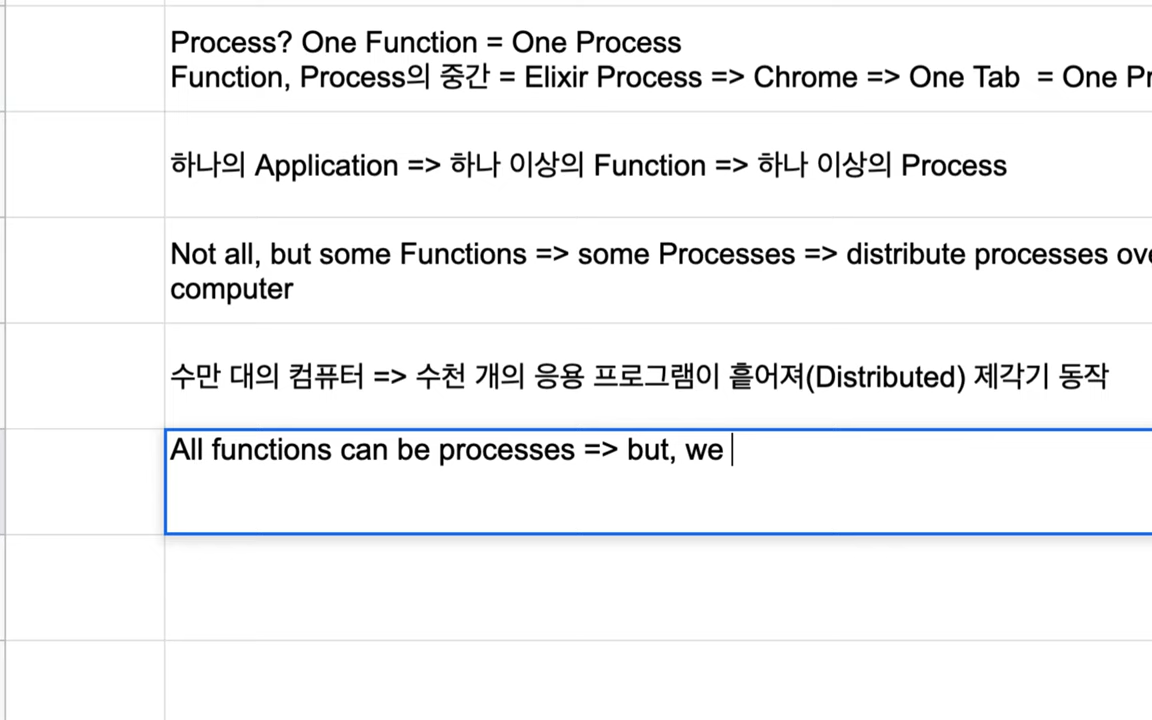 Process? One Function = One Process
Function, Process의 중간 = Elixir Process => Chrome => One Tab  = One
하나의 Application => 하나 이상의 Function => 하나 이상의 Process
Not all, but some Functions => some Processes => distribute processes
computer
수만 대의 컴퓨터 => 수천 개의 응용 프로그램이 흩어져(Distributed) 제각기 동작
All functions can be processes => but, we